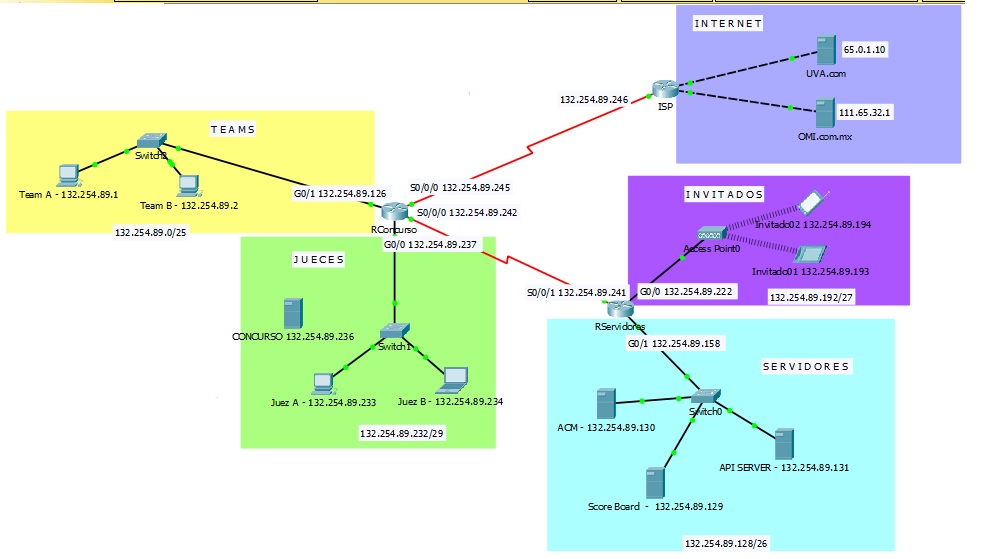 INTERNET
65.0.1.10
UVA.com
132.254.89.246
ISP
111.65.32.1
OMI.com.mx
TEAMS
Switch3
Team A - 132.254.89.1
Team B - 132.254.89.2
132.254.89.0/25
G0/1 132.254.89.126
S0/0/0 132.254.89.245
S0/0/0 132.254.89.242
RConcurso
G0/0 132.254.89.237
INVITADOS
Invitado02 132.254.89.194
Access Point0
Invitado01 132.254.89.193
132.254.89.192/27
JUECES
CONCURSO 132.254.89.236
Switch1
Juez A - 132.254.89.233
Juez B - 132.254.89.234
132.254.89.232/29
S0/0/1 132.254.89.241
G0/0 132.254.89.222
RServidores
G0/1 132.254.89.158
SERVIDORES
Switch0
ACM - 132.254.89.130
API SERVER - 132.254.89.131
Score Board - 132.254.89.129
132.254.89.128/26